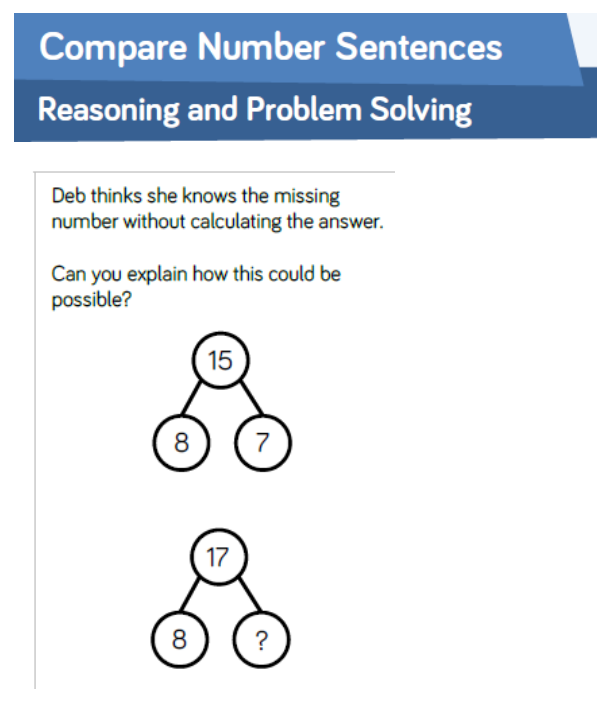 Compare Number Sentences
Reasoning and Problem Solving
Deb thinks she knows the missing
number without calculating the answer.
Can you explain how this could be
possible?
15
8 7
17
8 ?